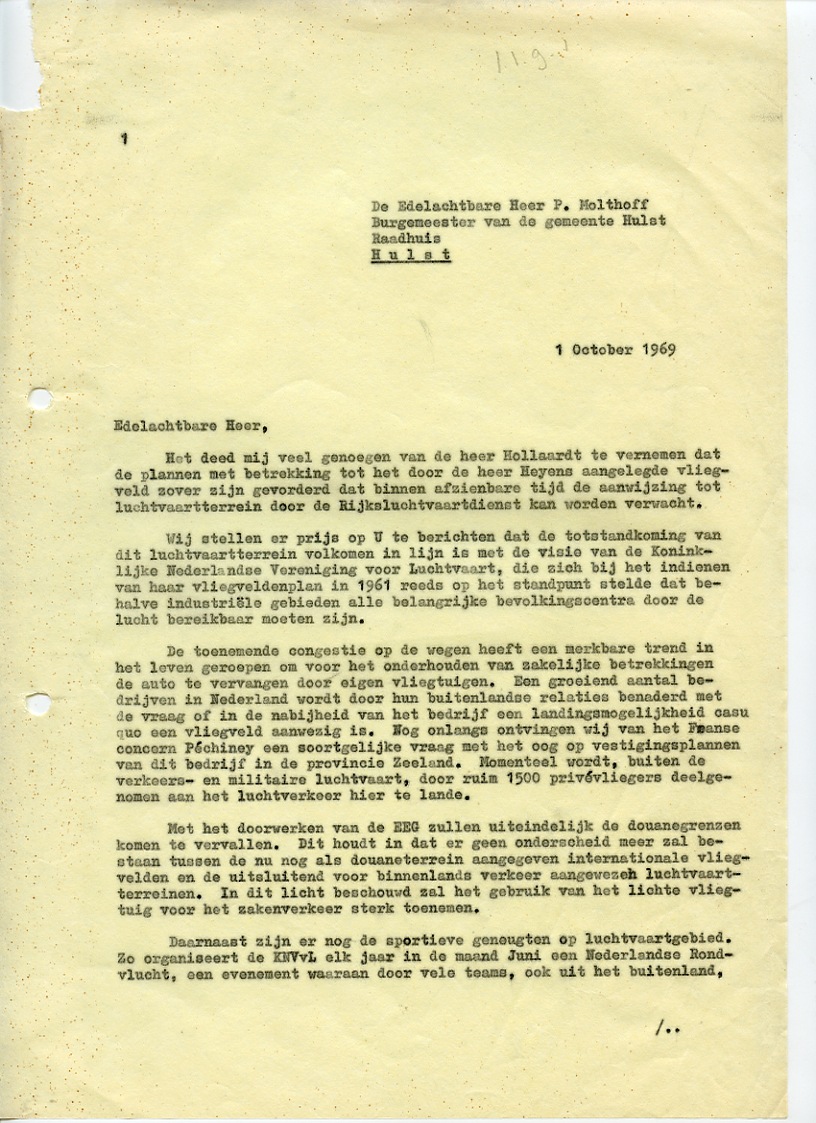 1
De Edelachtbare Heer P. Molthoff
Burgemeester van de gemeente Hulst
Raadhuis
H u l s t
1 October 1969
Edelachtbare Heer,
Het deed mij veel genoegen van de heer Hollaardt te vernemen dat
de plannen met betrekking tot het door de heer Heyens aangelegde vlieg-
veld zover zijn gevorderd dat binnen afzienbare tijd de aanwijzing tot
luchtvaartterrein door de Rijksluchtvaartdienst kan worden verwacht.
Wij stellen er prijs op U te berichten dat de totstandkoming van
dit luchtvaartterrein volkomen in lijn is met de visie van de Konink-
lijke Nederlandse Vereniging voor Luchtvaart, die zich bij het indienen
van haar vliegveldenplan in 1961 reeds op het standpunt stelde dat be-
halve industriële gebieden alle belangrijke bevolkingscentra door de
lucht bereikbaar moeten zijn.
De toenemende congestie op de wegen heeft een merkbare trend in
het leven geroepen om voor het onderhouden van zakelijke betrekkingen
de auto te vervangen door eigen vliegtuigen. Een groeiend aantal be-
drijven in Nederland wordt door hun buitenlandse relaties benaderd met
de vraag of in de nabijheid van het bedrijf een landingsmogelijkheid casu
quo een vliegveld aanwezig is. Nog onlangs ontvingen wij van het Franse
concern Péchiney een soortgelijke vraag met het oog op vestigingsplannen
van dit bedrijf in de provincie Zeeland. Momenteel wordt, buiten de
verkeers- en militaire luchtvaart, door ruim 1500 privévliegers deelge-
nomen aan het luchtverkeer hier te lande.
Met het doorwerken van de EEG zullen uiteindelijk de douanegrenzen
komen te vervallen. Dit houdt in dat er geen onderscheid meer zal be-
staan tussen de nu nog als douaneterrein aangegeven internationale vlieg-
velden en de uitsluitend voor binnenlands verkeer aangewezeh luchtvaart-
terreinen. In dit licht beschouwd zal het gebruik van het lichte vlieg-
tuig voor het zakenverkeer sterk toenemen.
Daarnaast zijn er nog de sportieve geneugten op luchtvaartgebied.
Zo organiseert de KNVvL elk jaar in de maand Juni een Nederlandse Rond-
vlucht, een evenement waaraan door vele teams, ook uit het buitenland,
/..